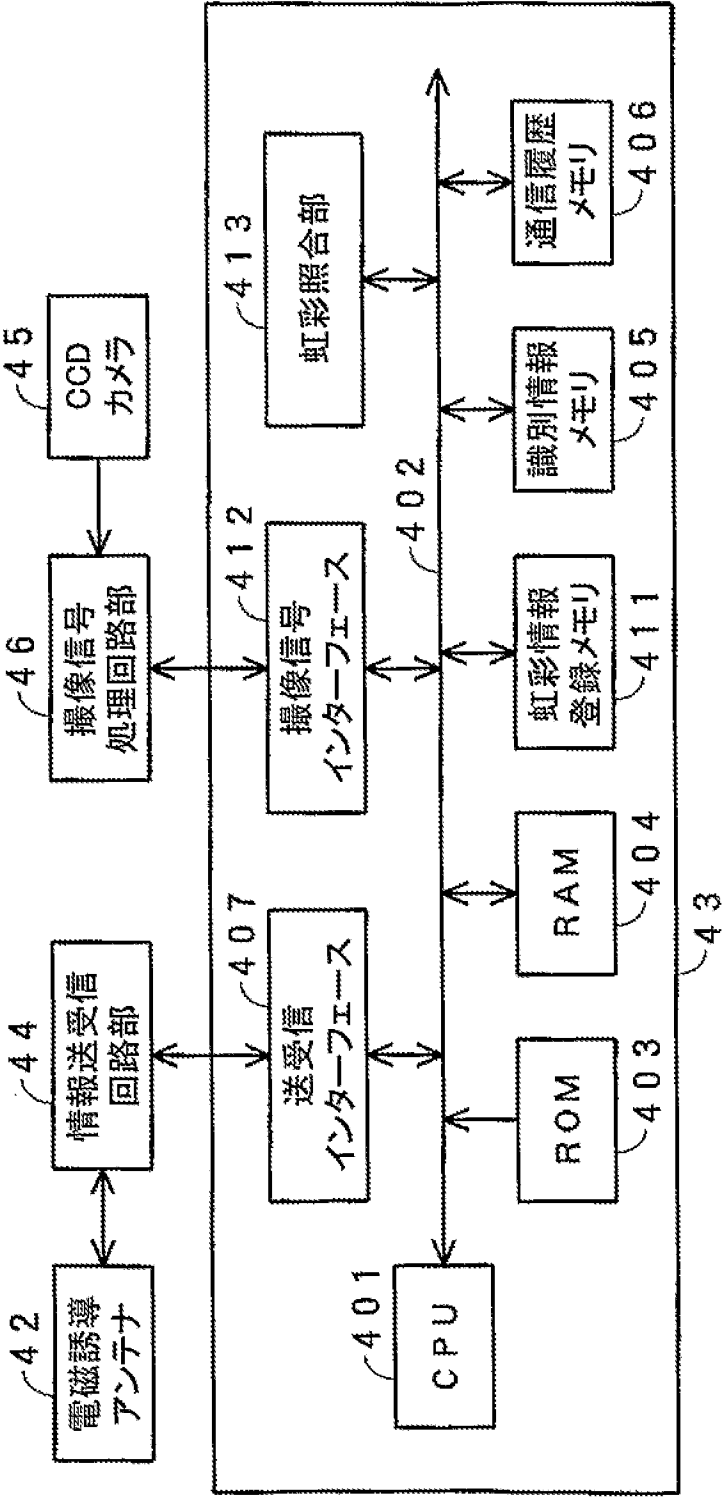 42
電磁誘導
アンテナ
44
情報送受信
回路部
46
撮像信号
処理回路部
45
CCD
カメラ
407
送受信
インターフェース
412
撮像信号
インターフェース
413
虹彩照合部
401
CPU
402
ROM
403
RAM
404
虹彩情報
登録メモリ
411
識別情報
メモリ
405
通信履歴
メモリ
406
43